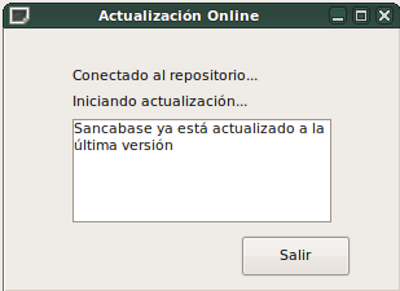 Actualización Online
Conectado al repositorio...
Iniciando actualización...
Sancabase ya está actualizado a la
última versión
Salir